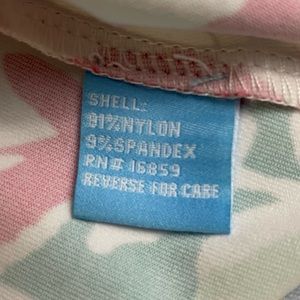 SHELL:
91%NYLON
9%SPANDEX
RN# 16859
REVERSE FOR CARE